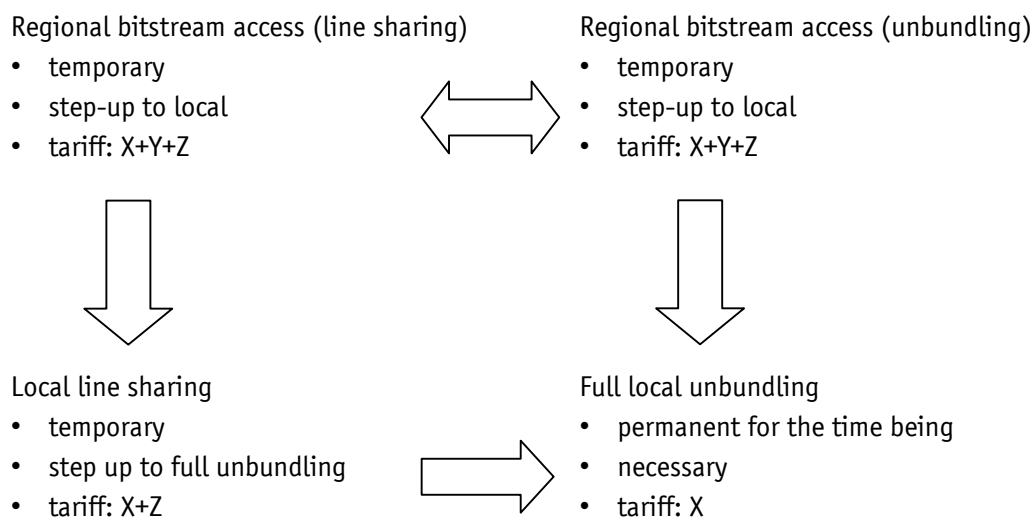 Regional bitstream access (line sharing)
• temporary
• step-up to local
• tariff: X+Y+Z
Regional bitstream access (unbundling)
• temporary
• step-up to local
• tariff: X+Y+Z
Local line sharing
• temporary
• step up to full unbundling
• tariff: X+Z
Full local unbundling
• permanent for the time being
• necessary
• tariff: X